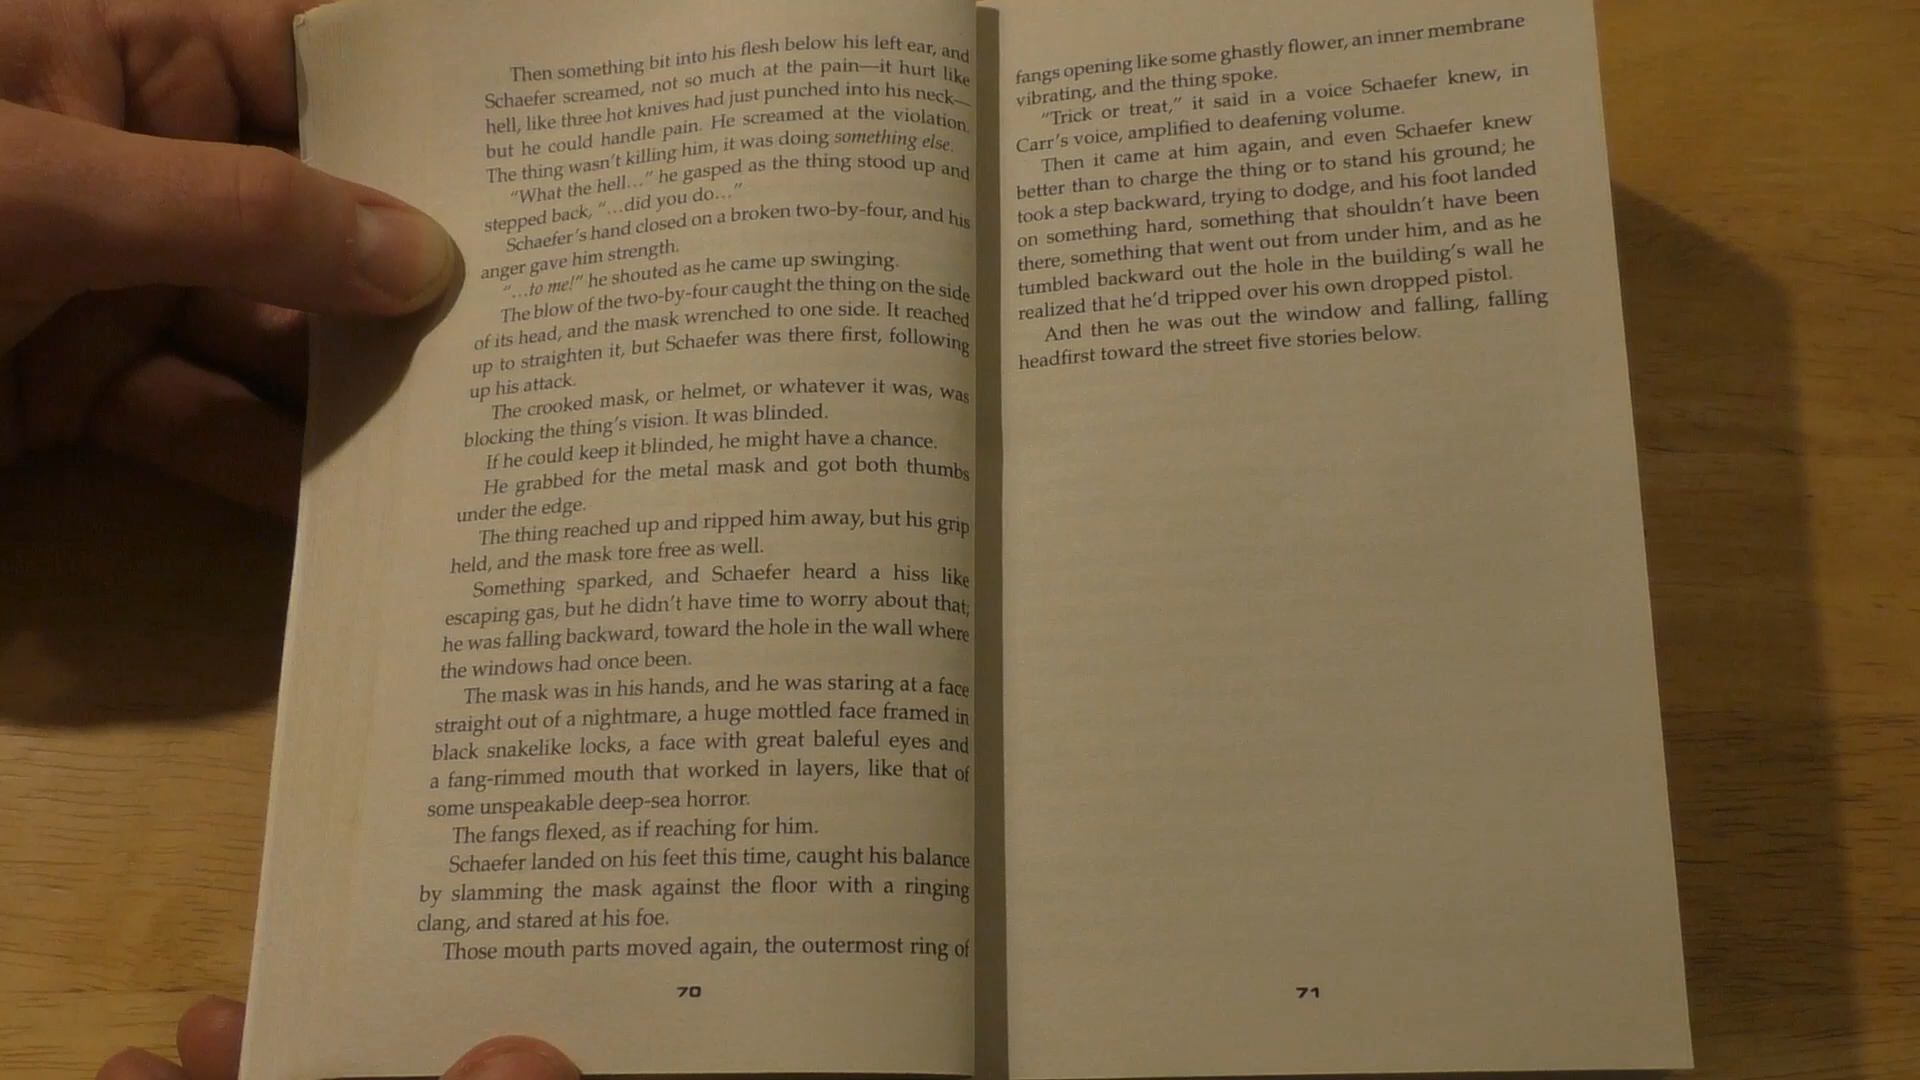 Then something bit into his flesh below his left ear, and
Schaefer screamed, not so much at the pain—it hurt like
hell, like three hot knives had just punched into his neck—
but he could handle pain. He screamed at the violation.
The thing wasn't killing him, it was doing something else.
"What the hell..." he gasped as the thing stood up and
stepped back, "...did you do..."
Schaefer's hand closed on a broken two-by-four, and his
anger gave him strength.
"...to me!" he shouted as he came up swinging.
The blow of the two-by-four caught the thing on the side
of its head, and the mask wrenched to one side. It reached
up to straighten it, but Schaefer was there first, following
up his attack.
The crooked mask, or helmet, or whatever it was, was
blocking the thing's vision. It was blinded.
If he could keep it blinded, he might have a chance.
He grabbed for the metal mask and got both thumbs
under the edge.
The thing reached up and ripped him away, but his grip
held, and the mask tore free as well.
Something sparked, and Schaefer heard a hiss like
escaping gas, but he didn't have time to worry about that;
he was falling backward, toward the hole in the wall where
the windows had once been.
The mask was in his hands, and he was staring at a face
straight out of a nightmare, a huge mottled face framed in
black snakelike locks, a face with great baleful eyes and
a fang-rimmed mouth that worked in layers, like that of
some unspeakable deep-sea horror.
The fangs flexed, as if reaching for him.
Schaefer landed on his feet this time, caught his balance
by slamming the mask against the floor with a ringing
clang, and stared at his foe.
Those mouth parts moved again, the outermost ring of
70
fangs opening like some ghastly flower, an inner membrane
vibrating, and the thing spoke.
"Trick or treat," it said in a voice Schaefer knew, in
Carr's voice, amplified to deafening volume.
Then it came at him again, and even Schaefer knew
better than to charge the thing or to stand his ground; he
took a step backward, trying to dodge, and his foot landed
on something hard, something that shouldn't have been
there, something that went out from under him, and as he
tumbled backward out the hole in the building's wall he
realized that he'd tripped over his own dropped pistol.
And then he was out the window and falling, falling
headfirst toward the street five stories below.
71